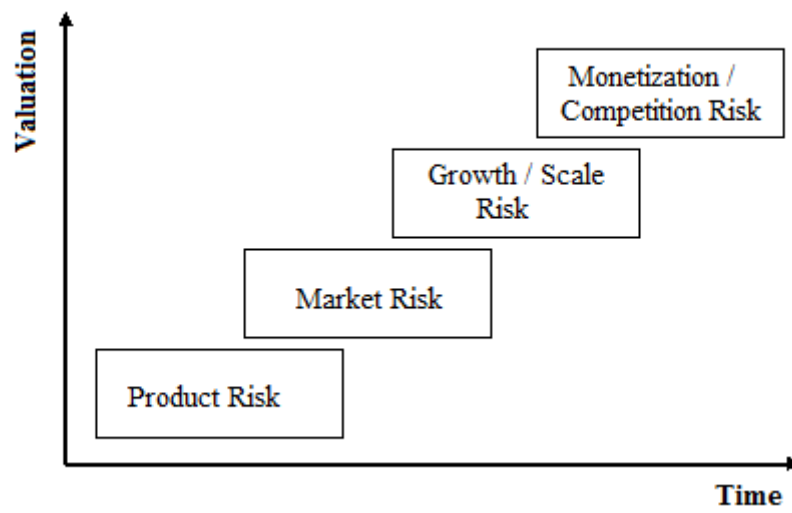 Valuation
Monetization /
Competition Risk
Growth / Scale
Risk
Market Risk
Product Risk
Time